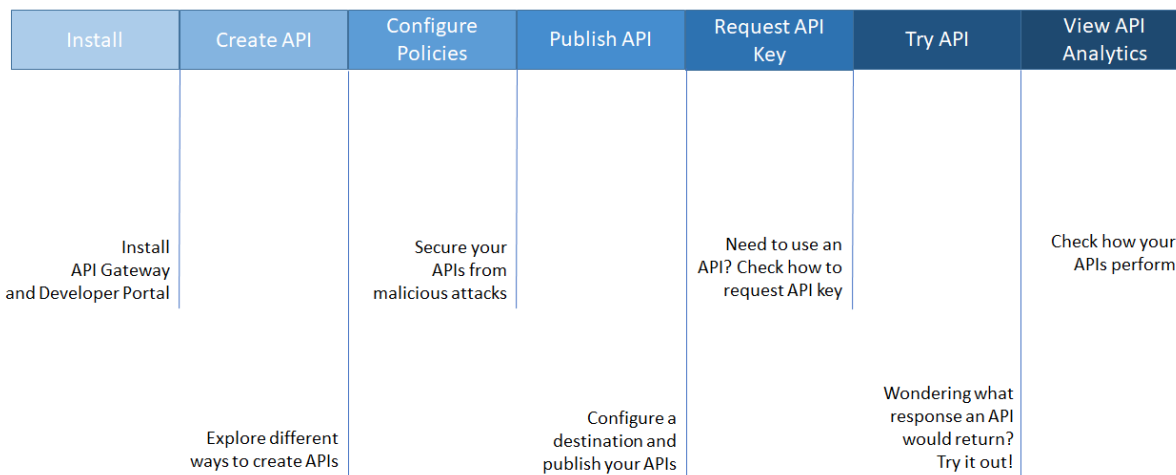 Install
Create API
Configure
Policies
Publish API
Request API
Key
Try API
View API
Analytics
Install
API Gateway
and Developer Portal
Secure your
APIs from
malicious attacks
Need to use an
API? Check how to
request API key
Check how your
APIs perform
Explore different
ways to create APIs
Configure a
destination and
publish your APIs
Wondering what
response an API
would return?
Try it out!